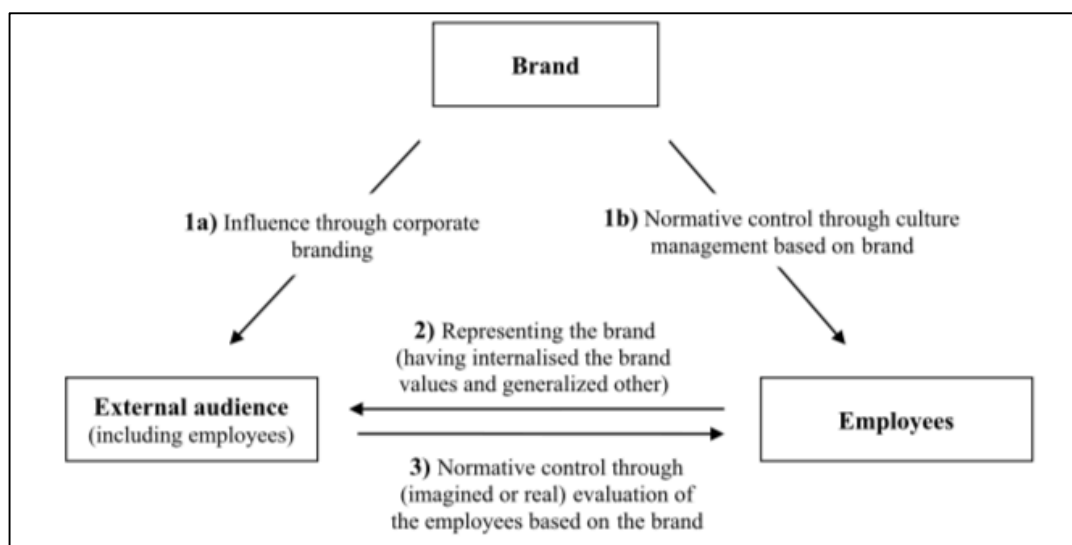 Brand
1a) Influence through corporate
branding
1b) Normative control through culture
management based on brand
2) Representing the brand
(having internalised the brand
values and generalized other)
External audience
(including employees)
Employees
3) Normative control through
(imagined or real) evaluation of
the employees based on the brand